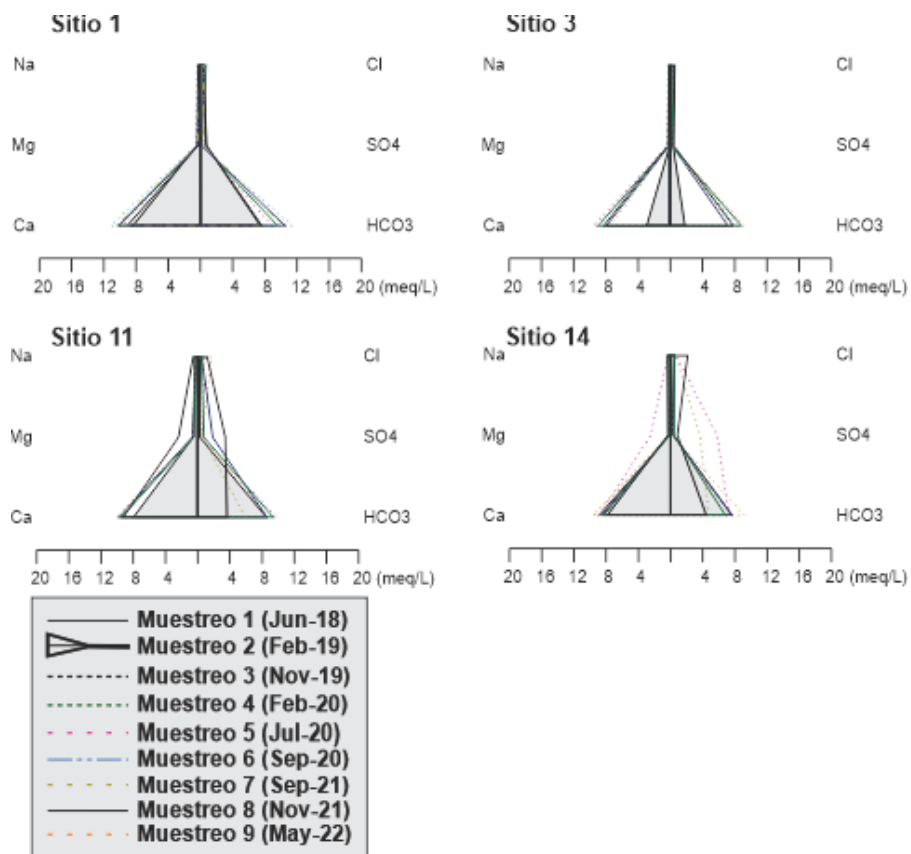 Sitio 1
Sitio 3
Na Cl Na Cl
Mg SO4 Mg SO4
Ca HCO3 Ca HCO3
20 16 12 8 4 4 8 12 16 20 (meq/L) 20 16 12 8 4 4 8 12 16 20 (meq/L)
Sitio 11
Sitio 14
Na Cl Na Cl
Mg SO4 Mg SO4
Ca HCO3 Ca HCO3
20 16 12 8 4 4 8 12 16 20 (meq/L) 20 16 12 8 4 4 8 12 16 20 (meq/L)
Muestreo 1 (Jun-18)
Muestreo 2 (Feb-19)
Muestreo 3 (Nov-19)
Muestreo 4 (Feb-20)
Muestreo 5 (Jul-20)
Muestreo 6 (Sep-20)
Muestreo 7 (Sep-21)
Muestreo 8 (Nov-21)
Muestreo 9 (May-22)